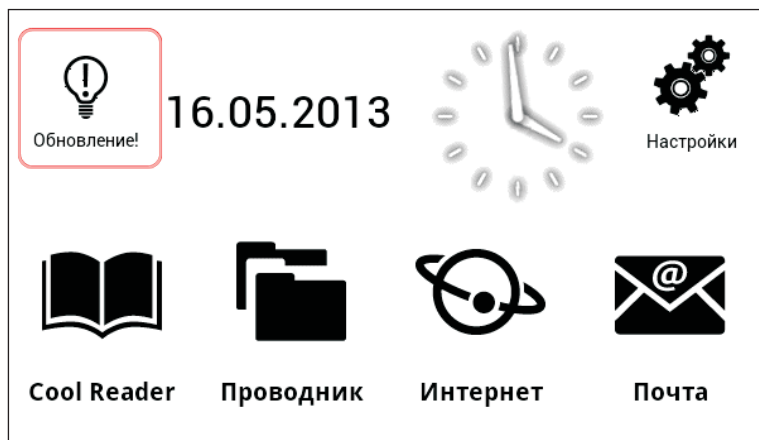 Обновление!
16.05.2013
Настройки
@
Cool Reader
Проводник
Интернет
Почта